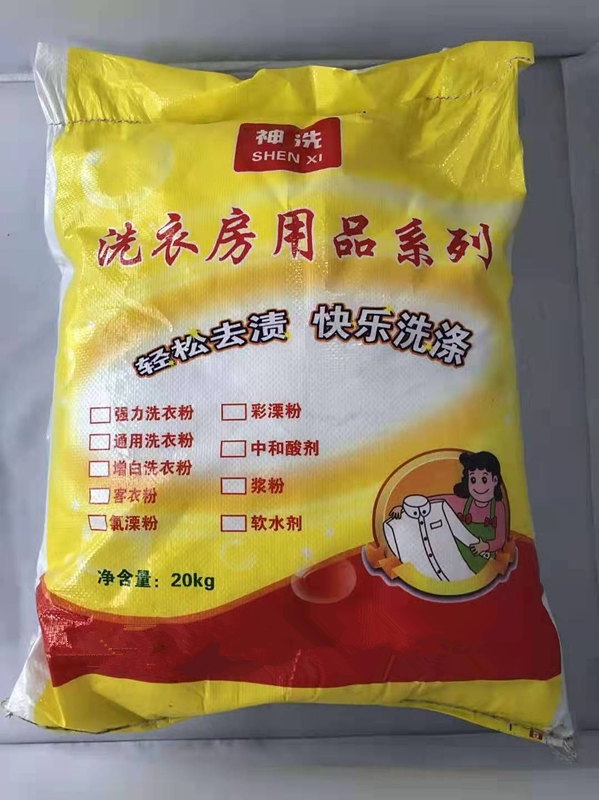 神洗
SHEN XI
洗衣房用品系列
轻松去渍 快乐洗涤
强力洗衣粉
通用洗衣粉
增白洗衣粉
客衣粉
氯溧粉
彩溧粉
中和酸剂
浆粉
软水剂
净含量：20kg